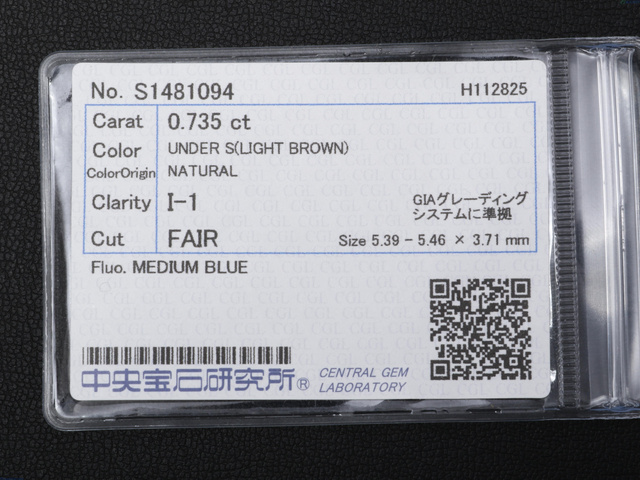 No. S1481094
H112825
Carat 0.735 ct
Color UNDER S(LIGHT BROWN)
ColorOrigin NATURAL
Clarity I-1
GIAグレーディング
システムに準拠
Cut FAIR
Size 5.39 - 5.46 × 3.71 mm
Fluo. MEDIUM BLUE
中央宝石研究所®
CENTRAL GEM
LABORATORY